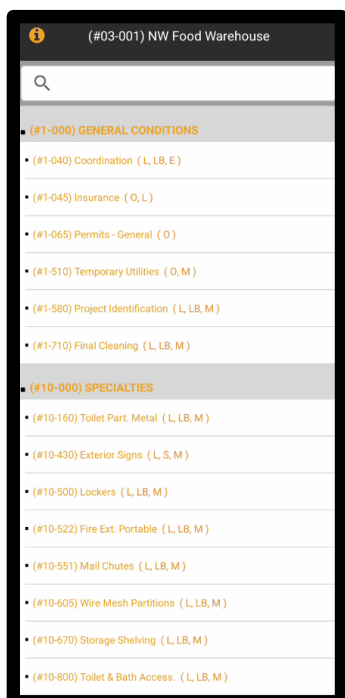 (#03-001) NW Food Warehouse
(#1-000) GENERAL CONDITIONS
(#1-040) Coordination ( L, LB, E )
(#1-045) Insurance ( O, L )
(#1-065) Permits - General ( O )
(#1-510) Temporary Utilities ( O, M )
(#1-580) Project Identification ( L, LB, M )
(#1-710) Final Cleaning ( L, LB, M )
(#10-000) SPECIALTIES
(#10-160) Toilet Part. Metal ( L, LB, M )
(#10-430) Exterior Signs ( L, S, M )
(#10-500) Lockers ( L, LB, M )
(#10-522) Fire Ext. Portable ( L, LB, M )
(#10-551) Mail Chutes ( L, LB, M )
(#10-605) Wire Mesh Partitions ( L, LB, M )
(#10-670) Storage Shelving ( L, LB, M )
(#10-800) Toilet & Bath Access. ( L, LB, M )